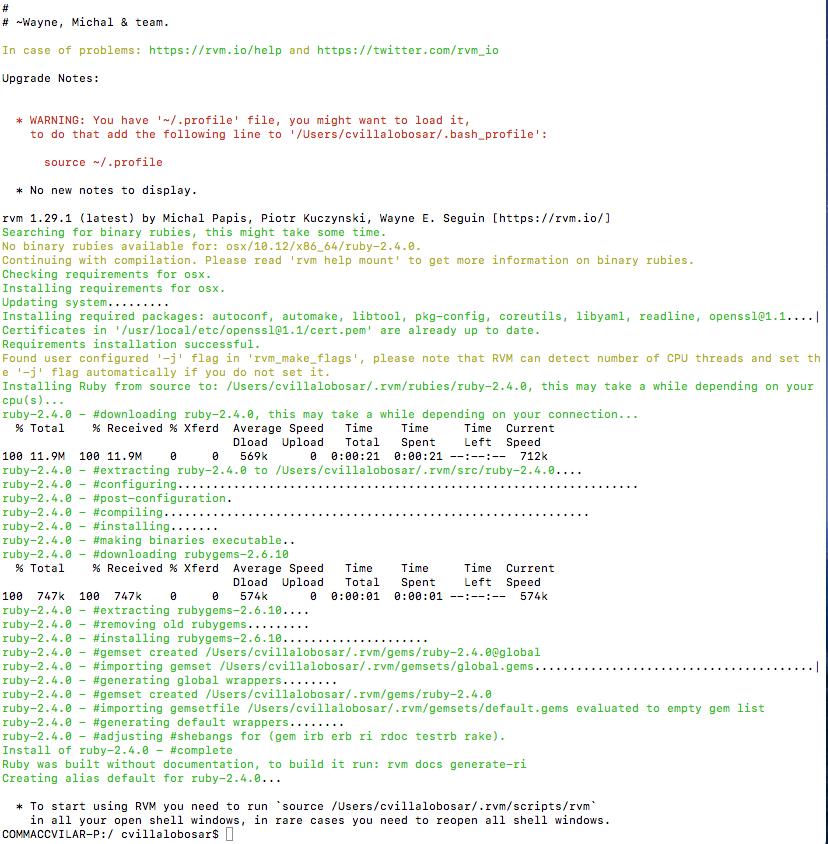 #
# ~Wayne, Michal & team.
In case of problems: https://rvm.io/help and https://twitter.com/rvm_io
Upgrade Notes:
* WARNING: You have '~/.profile' file, you might want to load it,
to do that add the following line to '/Users/cvillalobosar/.bash_profile':
source ~/.profile
* No new notes to display.
rvm 1.29.1 (latest) by Michal Papis, Piotr Kuczynski, Wayne E. Seguin [https://rvm.io/]
Searching for binary rubies, this might take some time.
No binary rubies available for: osx/10.12/x86_64/ruby-2.4.0.
Continuing with compilation. Please read 'rvm help mount' to get more information on binary rubies.
Checking requirements for osx.
Installing requirements for osx.
Updating system.........
Installing required packages: autoconf, automake, libtool, pkg-config, coreutils, libyaml, readline, openssl@1.1....|
Certificates in '/usr/local/etc/openssl@1.1/cert.pem' are already up to date.
Requirements installation successful.
Found user configured '-j' flag in 'rvm_make_flags', please note that RVM can detect number of CPU threads and set th
e '-j' flag automatically if you do not set it.
Installing Ruby from source to: /Users/cvillalobosar/.rvm/rubies/ruby-2.4.0, this may take a while depending on your
cpu(s)...
ruby-2.4.0 - #downloading ruby-2.4.0, this may take a while depending on your connection...
% Total % Received % Xferd Average Speed Time Time Time Current
Dload Upload Total Spent Left Speed
100 11.9M 100 11.9M 0 0 569k 0 0:00:21 0:00:21 --:--:-- 712k
ruby-2.4.0 - #extracting ruby-2.4.0 to /Users/cvillalobosar/.rvm/src/ruby-2.4.0....
ruby-2.4.0 - #configuring..................................................................
ruby-2.4.0 - #post-configuration.
ruby-2.4.0 - #compiling.............................................................
ruby-2.4.0 - #installing.......
ruby-2.4.0 - #making binaries executable..
ruby-2.4.0 - #downloading rubygems-2.6.10
% Total % Received % Xferd Average Speed Time Time Time Current
Dload Upload Total Spent Left Speed
100 747k 100 747k 0 0 574k 0 0:00:01 0:00:01 --:--:-- 574k
ruby-2.4.0 - #extracting rubygems-2.6.10....
ruby-2.4.0 - #removing old rubygems.........
ruby-2.4.0 - #installing rubygems-2.6.10.....................
ruby-2.4.0 - #gemset created /Users/cvillalobosar/.rvm/gems/ruby-2.4.0@global
ruby-2.4.0 - #importing gemset /Users/cvillalobosar/.rvm/gemsets/global.gems........................................|
ruby-2.4.0 - #generating global wrappers........
ruby-2.4.0 - #gemset created /Users/cvillalobosar/.rvm/gems/ruby-2.4.0
ruby-2.4.0 - #importing gemsetfile /Users/cvillalobosar/.rvm/gemsets/default.gems evaluated to empty gem list
ruby-2.4.0 - #generating default wrappers........
ruby-2.4.0 - #adjusting #shebangs for (gem irb erb ri rdoc testrb rake).
Install of ruby-2.4.0 - #complete
Ruby was built without documentation, to build it run: rvm docs generate-ri
Creating alias default for ruby-2.4.0...
* To start using RVM you need to run `source /Users/cvillalobosar/.rvm/scripts/rvm`
in all your open shell windows, in rare cases you need to reopen all shell windows.
COMMACCVILAR-P:/ cvillalobosar$